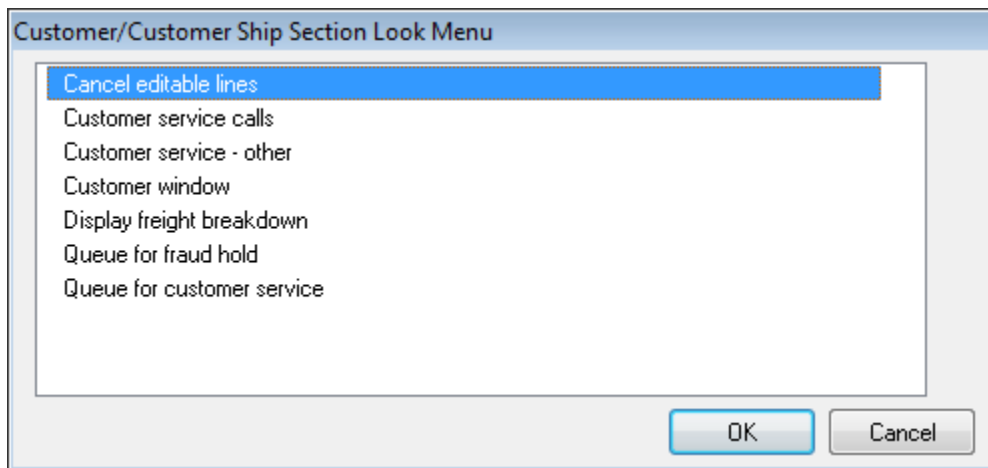 Customer/Customer Ship Section Look Menu
Cancel editable lines
Customer service calls
Customer service - other
Customer window
Display freight breakdown
Queue for fraud hold
Queue for customer service
OK Cancel